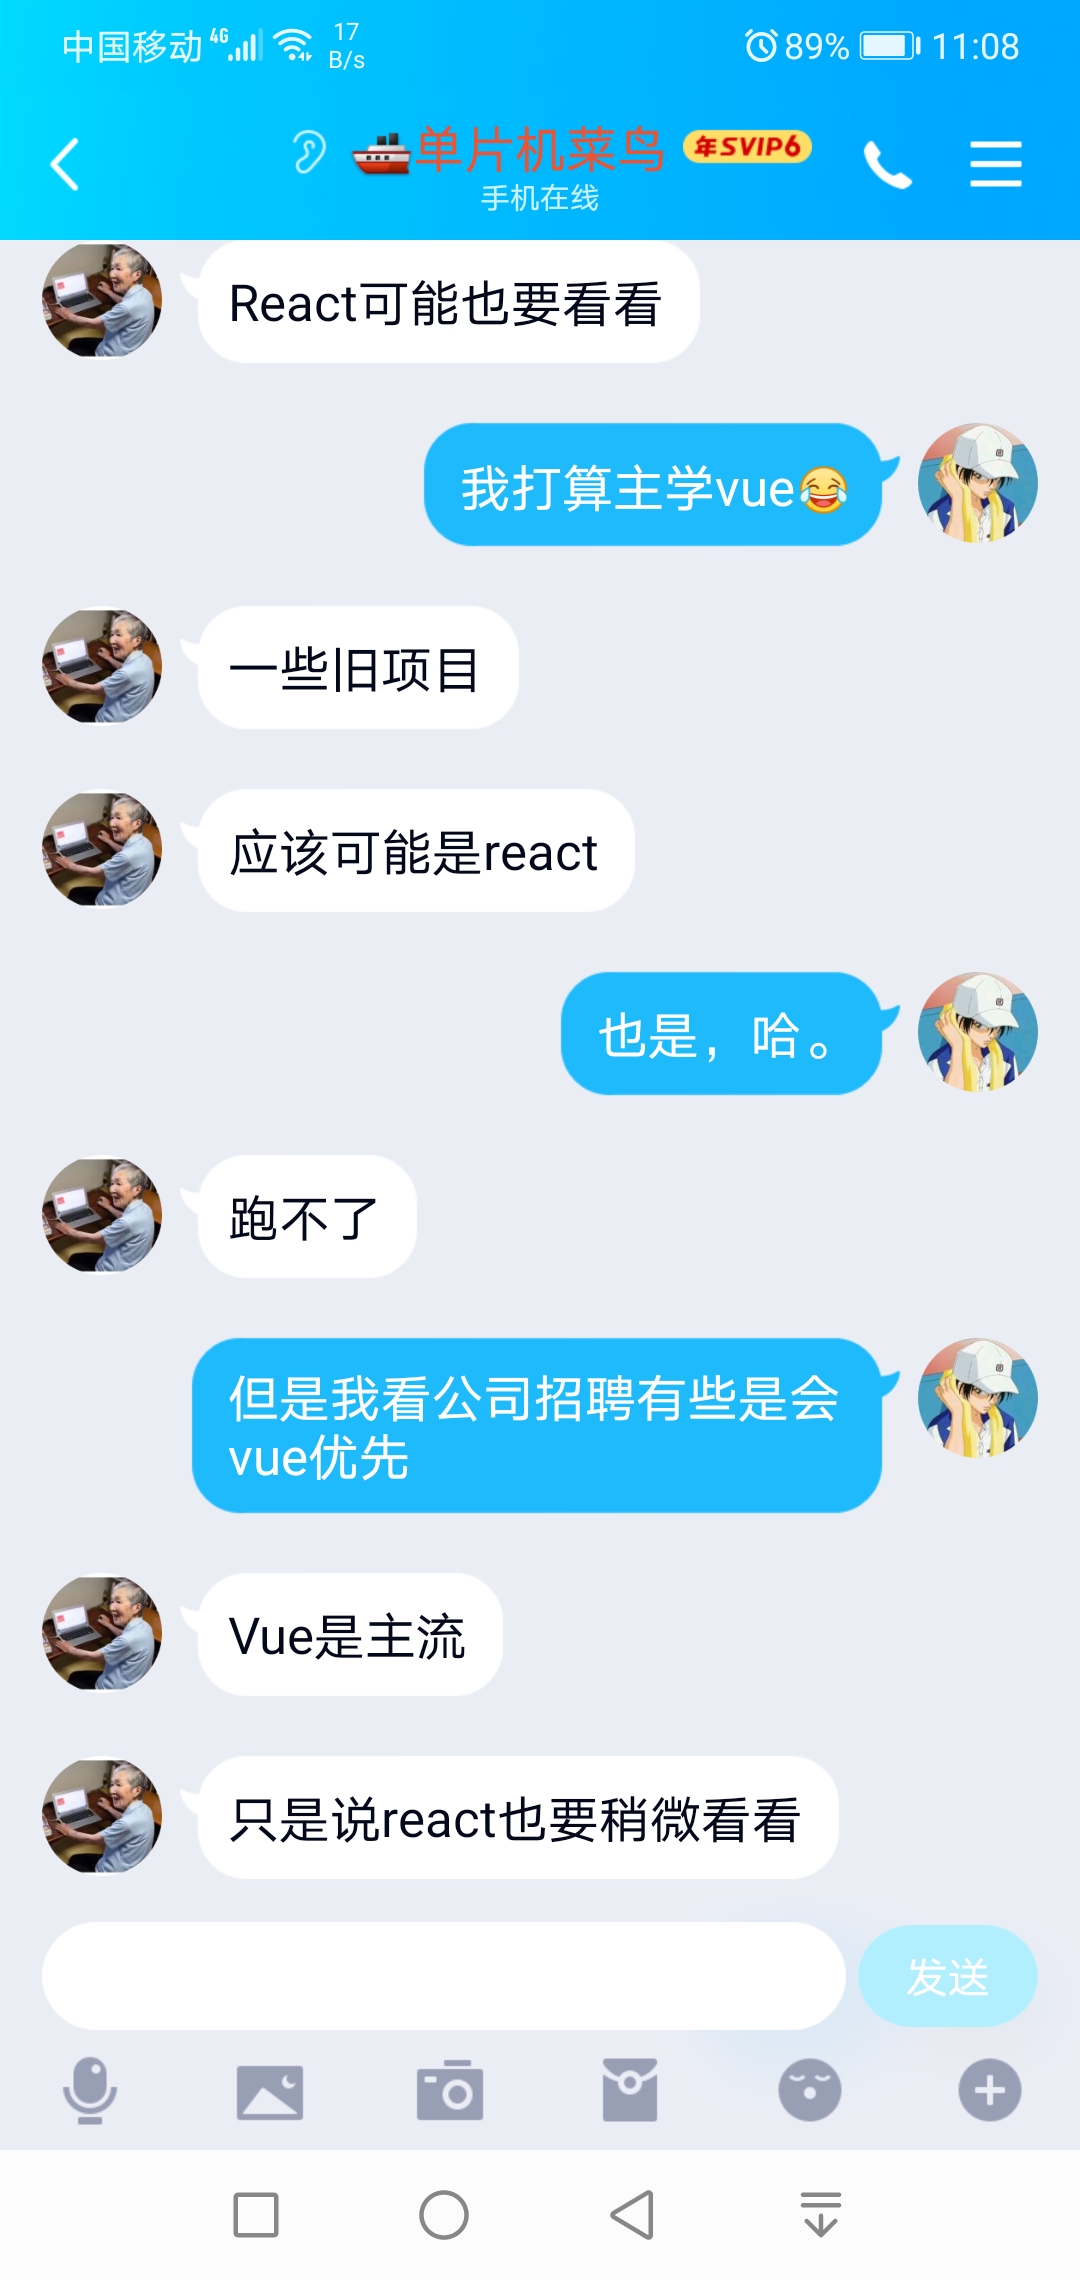 中国移动 4G 17 B/s 89% 11:08
单片机菜鸟 年SVIP6
手机在线
React可能也要看看
我打算主学vue😂
一些旧项目
应该可能是react
也是，哈。
跑不了
但是我看公司招聘有些是会
vue优先
Vue是主流
只是说react也要稍微看看
发送